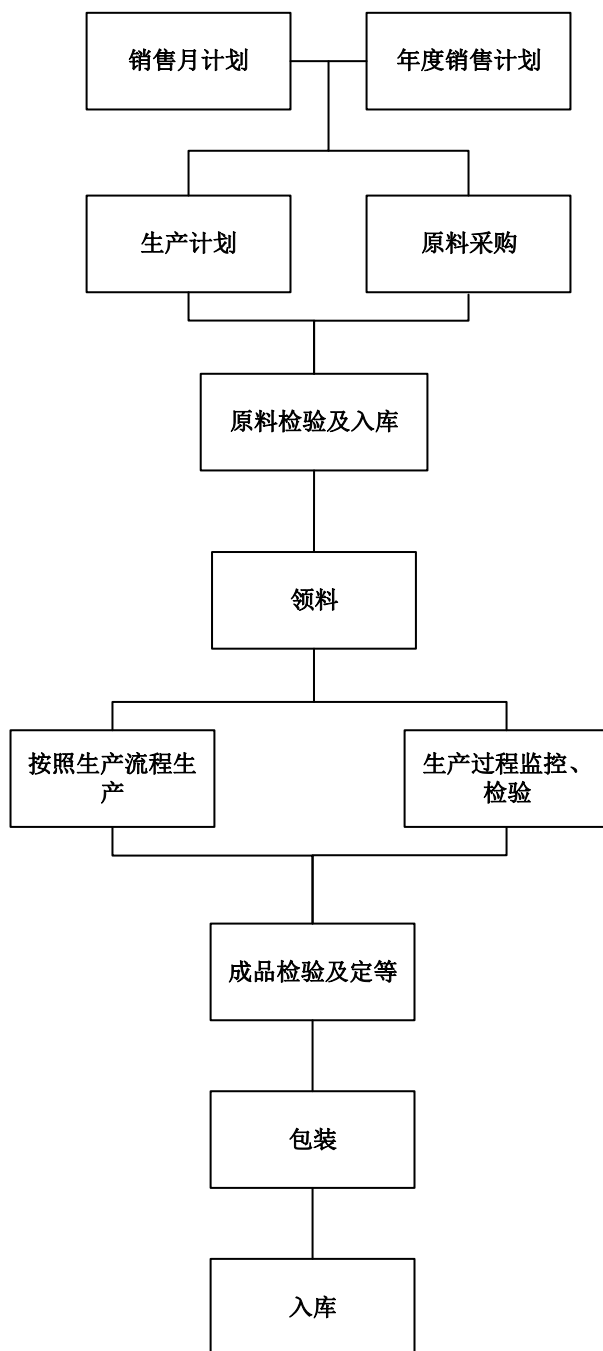 销售月计划
年度销售计划
生产计划
原料采购
原料检验及入库
领料
按照生产流程生
产
生产过程监控、
检验
成品检验及定等
包装
入库